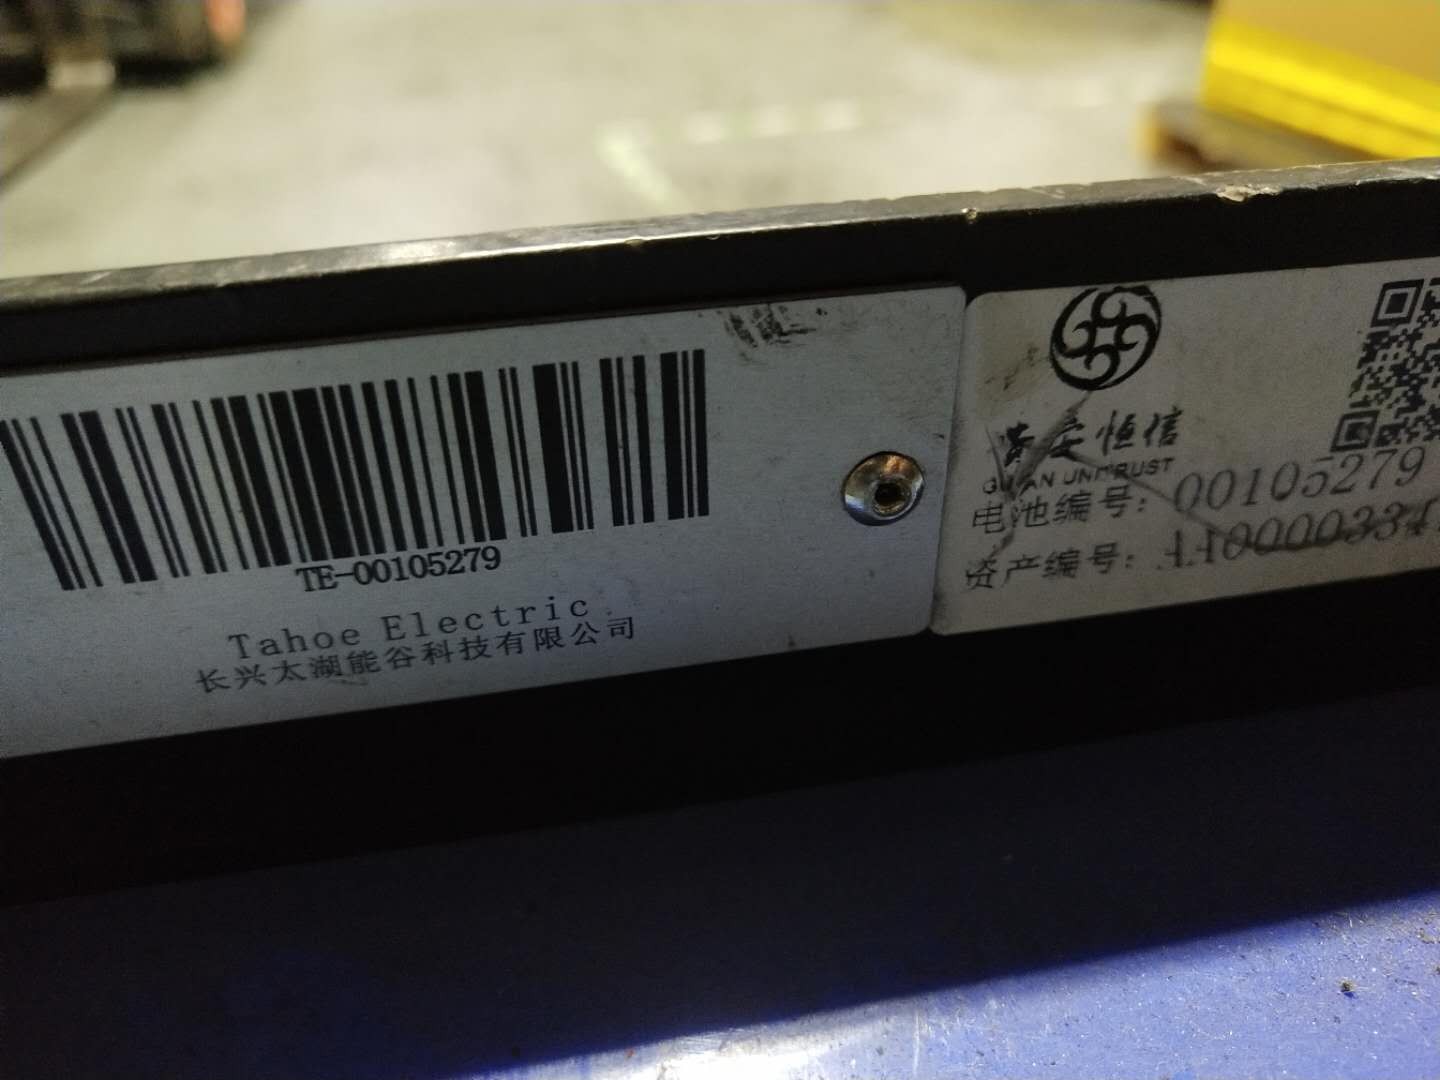 TE-00105279
Tahoe Electric
长兴太湖能谷科技有限公司
恒信
电池编号: 00105279
资产编号: